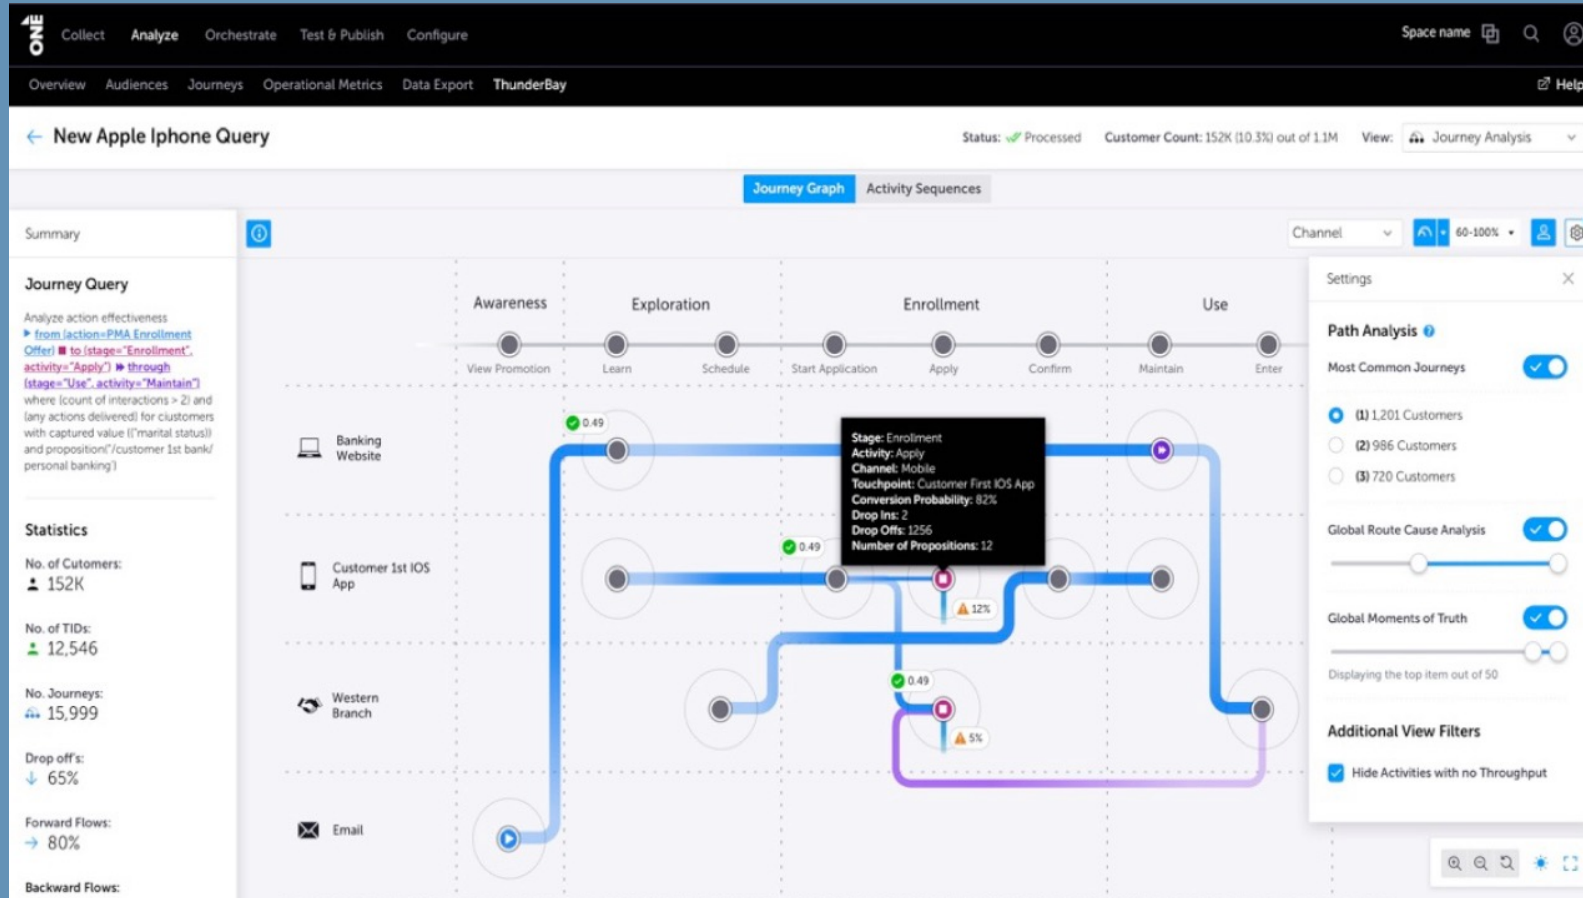 ONE
Collect Analyze Orchestrate Test & Publish Configure
Space name
Overview Audiences Journeys Operational Metrics Data Export ThunderBay
Help
New Apple Iphone Query
Status: Processed Customer Count: 152K (10.3%) out of 1.1M View: Journey Analysis
Journey Graph Activity Sequences
Summary
Channel
60-100%
Journey Query
Analyze action effectiveness
from (action=PMA Enrollment
Offer) to (stage="Enrollment",
activity="Apply") through
(stage="Use", activity="Maintain")
where (count of interactions > 2) and
(any actions delivered) for ciustomers
with captured value (("marital status))
and proposition("/customer 1st bank/
personal banking')
Statistics
No. of Cutomers:
152K
No. of TIDs:
12,546
No. Journeys:
15,999
Drop off's:
65%
Forward Flows:
80%
Backward Flows:
Awareness Exploration Enrollment Use
View Promotion Learn Schedule Start Application Apply Confirm Maintain Enter
Banking
Website
0.49
Stage: Enrollment
Activity: Apply
Channel: Mobile
Touchpoint: Customer First IOS App
Conversion Probability: 82%
Drop Ins: 2
Drop Offs: 1256
Number of Propositions: 12
Customer 1st IOS
App
0.49
12%
Western
Branch
0.49
5%
Email
Settings
Path Analysis
Most Common Journeys
(1) 1,201 Customers
(2) 986 Customers
(3) 720 Customers
Global Route Cause Analysis
Global Moments of Truth
Displaying the top item out of 50
Additional View Filters
Hide Activities with no Throughput